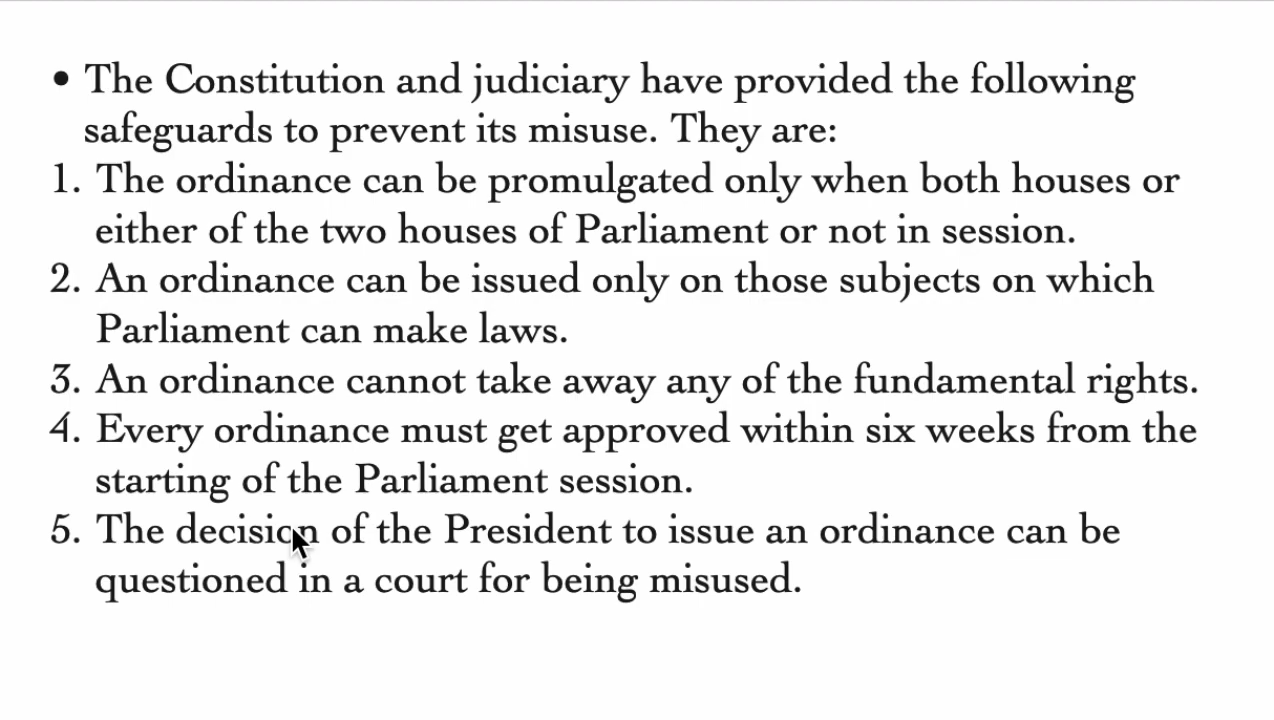 • The Constitution and judiciary have provided the following
safeguards to prevent its misuse. They are:
1. The ordinance can be promulgated only when both houses or
either of the two houses of Parliament or not in session.
2. An ordinance can be issued only on those subjects on which
Parliament can make laws.
3. An ordinance cannot take away any of the fundamental rights.
4. Every ordinance must get approved within six weeks from the
starting of the Parliament session.
5. The decision of the President to issue an ordinance can be
questioned in a court for being misused.